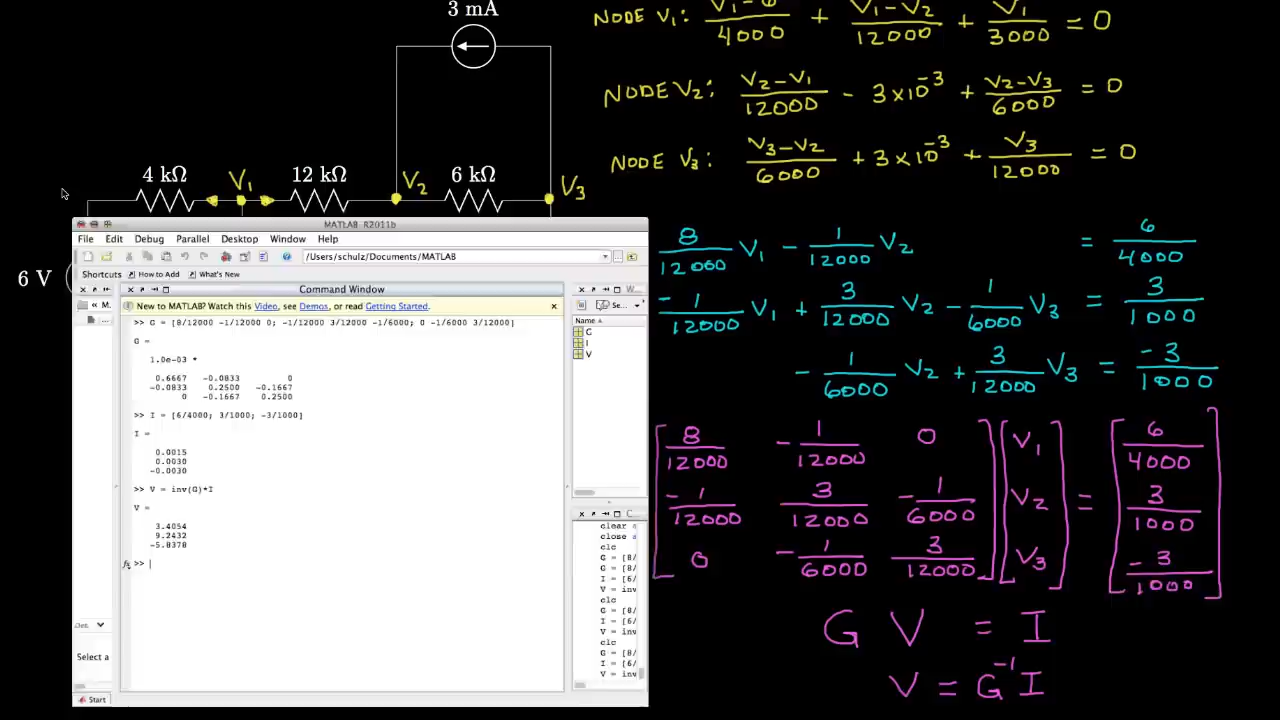 3 mA
4 kΩ
V1
12 kΩ
V2
6 kΩ
V3
6 V
NODE V1: V1-6/4000 + V1-V2/12000 + V1/3000 = 0
NODE V2: V2-V1/12000 - 3x10^-3 + V2-V3/6000 = 0
NODE V3: V3-V2/6000 + 3x10^-3 + V3/12000 = 0
8/12000 V1 - 1/12000 V2 = 6/4000
-1/12000 V1 + 3/12000 V2 - 1/6000 V3 = 3/1000
- 1/6000 V2 + 3/12000 V3 = -3/1000
[8/12000 -1/12000 0] [V1] = [6/4000]
[-1/12000 3/12000 -1/6000] [V2] [3/1000]
[0 -1/6000 3/12000] [V3] [-3/1000]
G V = I
V = G^-1 I
MATLAB R2011b
File Edit Debug Parallel Desktop Window Help
/Users/schulz/Documents/MATLAB
Shortcuts How to Add What's New
« M.
Command Window
W...
New to MATLAB? Watch this Video, see Demos, or read Getting Started.
Se...
Name
G
I
V
>> G = [8/12000 -1/12000 0; -1/12000 3/12000 -1/6000; 0 -1/6000 3/12000]
G =
1.0e-03 *
0.6667 -0.0833 0
-0.0833 0.2500 -0.1667
0 -0.1667 0.2500
>> I = [6/4000; 3/1000; -3/1000]
I =
0.0015
0.0030
-0.0030
>> V = inv(G)*I
V =
3.4054
9.2432
-5.8378
fx >>
C...
clear a
close a
clc
G = [8/
G = [8/
I = [6/
V = inv
clc
G = [8/
I = [6/
V = inv
clc
G = [8/
I = [6/
V = inv
Det.
Select a
Start